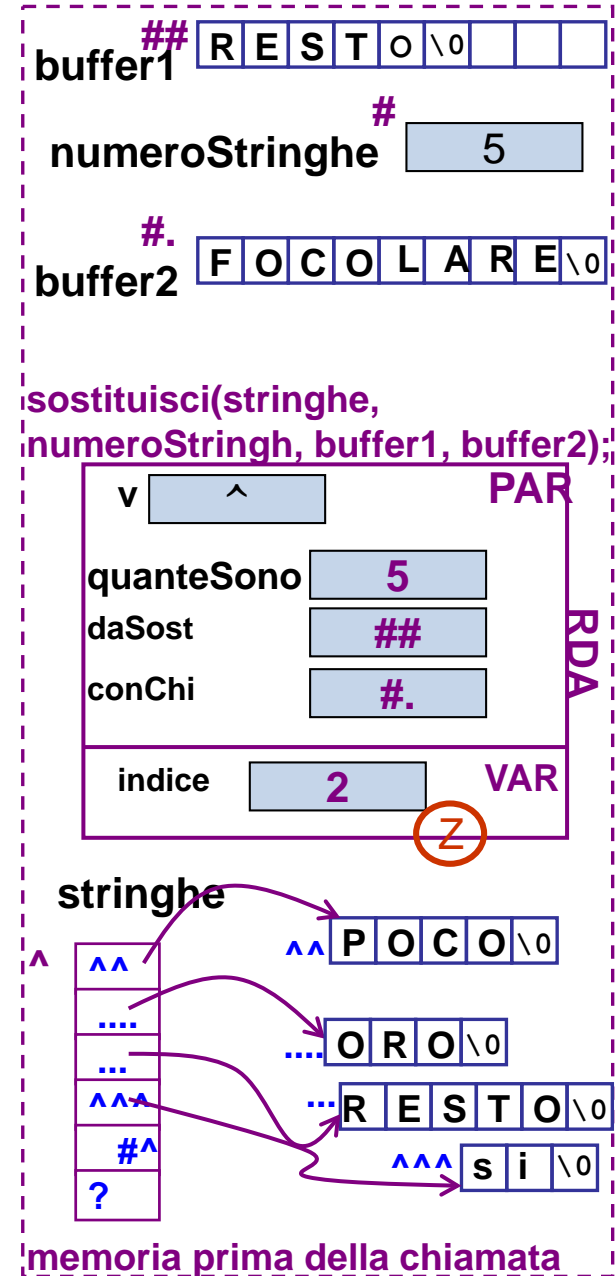 ##
buffer1 R E S T O \0
#
numeroStringhe 5
#.
buffer2 F O C O L A R E \0
sostituisci(stringhe,
numeroStringh, buffer1, buffer2);
v ^ PAR
quanteSono 5
daSost ##
conChi #.
RDA
indice 2 VAR
Z
stringhe
^ ^^ ^^ P O C O \0
.... .... O R O \0
... ... R E S T O \0
^^^ ^^^ s i \0
#^
?
memoria prima della chiamata